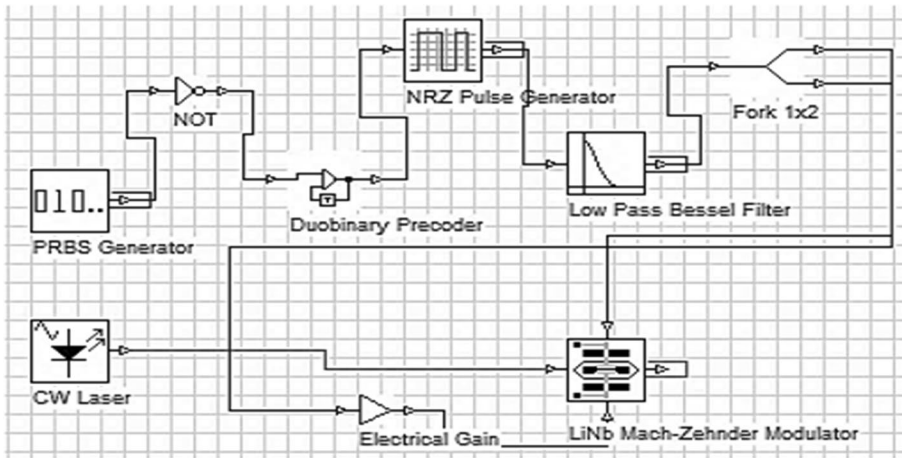 NRZ Pulse Generator
Fork 1x2
NOT
010..
T
Low Pass Bessel Filter
Duobinary Precoder
PRBS Generator
CW Laser
LiNb Mach-Zehnder Modulator
Electrical Gain